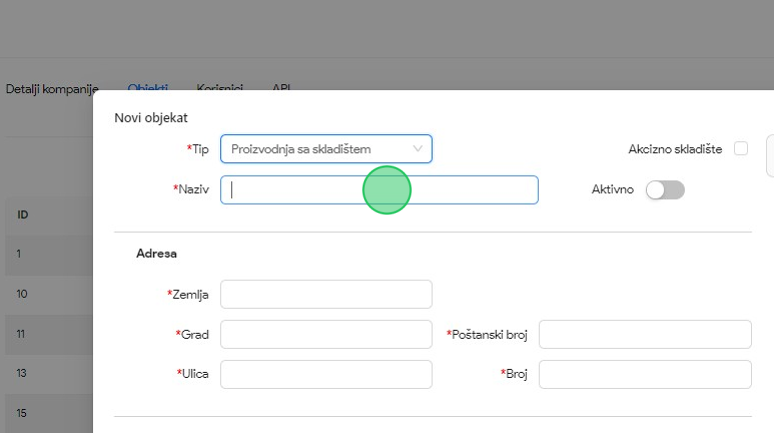 Detalji kompanije Objekti Korisnici API
Novi objekat
*Tip Proizvodnja sa skladištem Akcizno skladište
*Naziv Aktivno
ID
Adresa
1
*Zemlja
10
*Grad *Poštanski broj
11
*Ulica *Broj
13
15